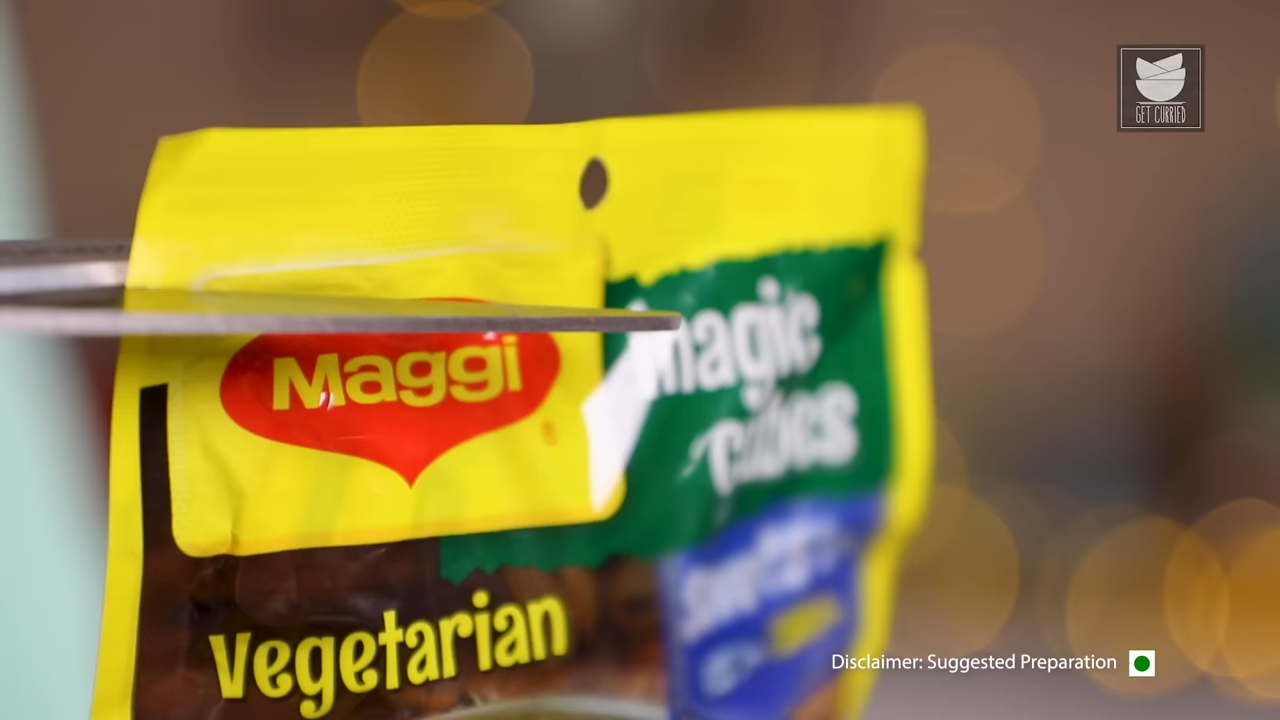 GET CURRIED
Maggi
magic
cubes
Vegetarian
Disclaimer: Suggested Preparation